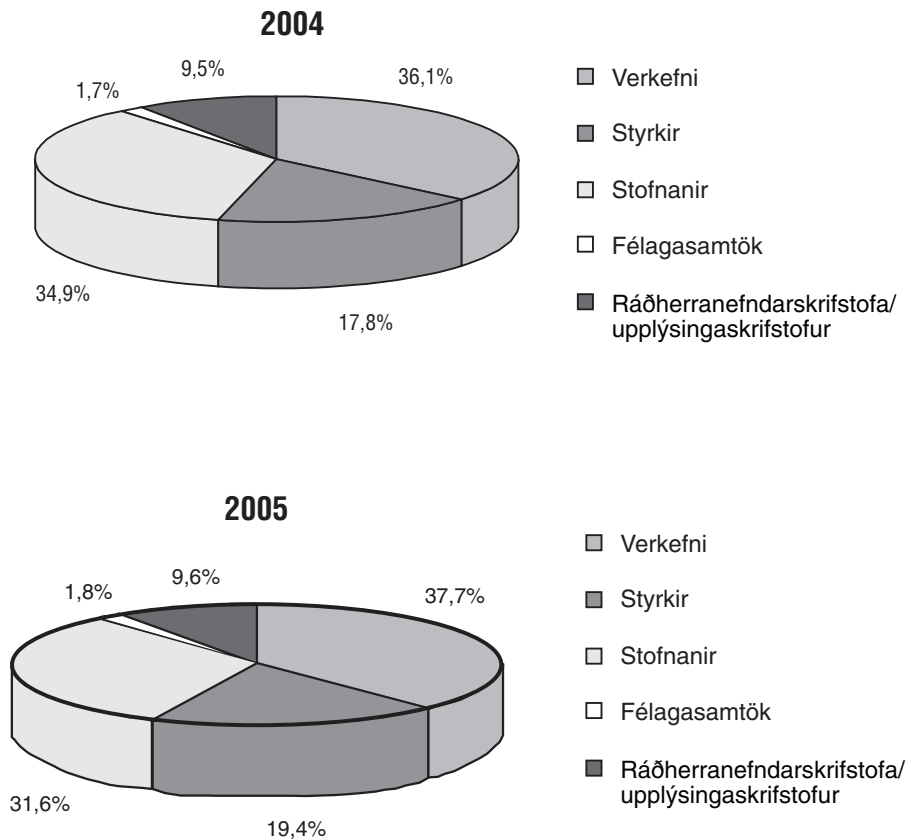 2004
9,5%
1,7%
36,1%
34,9%
17,8%
Verkefni
Styrkir
Stofnanir
Félagasamtök
Ráðherranefndarskrifstofa/
upplýsingaskrifstofur
2005
9,6%
1,8%
37,7%
31,6%
19,4%
Verkefni
Styrkir
Stofnanir
Félagasamtök
Ráðherranefndarskrifstofa/
upplýsingaskrifstofur